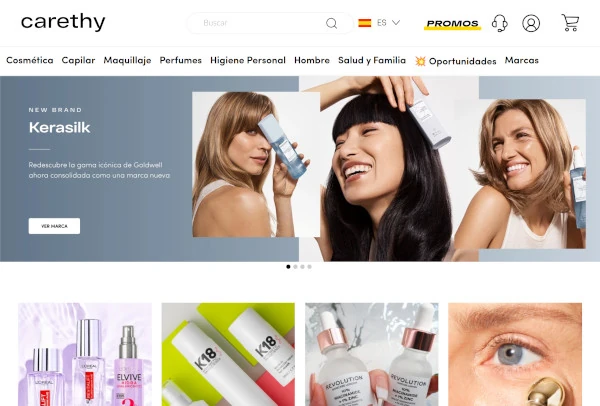 carethy
Buscar
ES
PROMOS
Cosmética Capilar Maquillaje Perfumes Higiene Personal Hombre Salud y Familia Oportunidades Marcas
NEW BRAND
Kerasilk
Redescubre la gama icónica de Goldwell
ahora consolidada como una marca nueva
VER MARCA
K18
K18
REVOLUTION
NIACINAMIDE
REVOLUTION
NIACINAMIDE
L'ORÉAL
ELVIVE